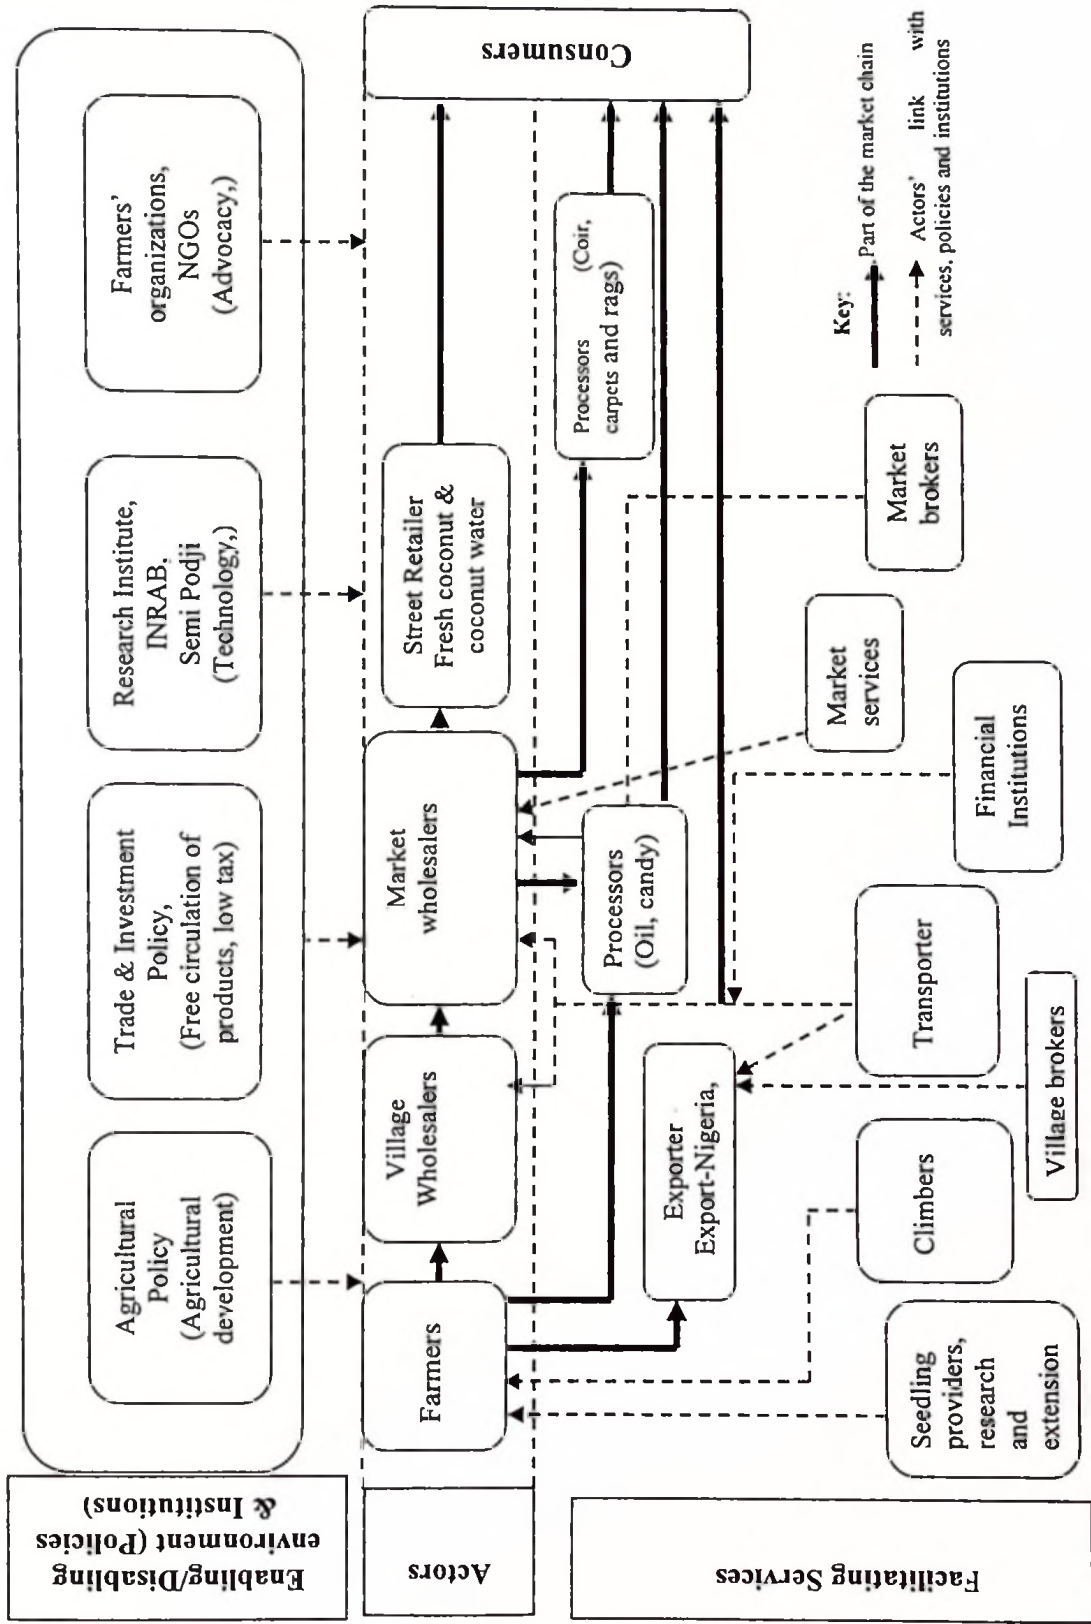 Enabling/Disabling
environment (Policies
& Institutions)
Agricultural
Policy
(Agricultural
development)
Trade & Investment
Policy,
(Free circulation of
products, low tax)
Research Institute,
INRAB,
Semi Podji
(Technology,)
Farmers'
organizations,
NGOs
(Advocacy,)
Actors
Farmers
Village
Wholesalers
Market
wholesalers
Street Retailer
Fresh coconut &
coconut water
Consumers
Processors
(Oil, candy)
Processors (Coir,
carpets and rags)
Exporter
Export-Nigeria,
Facilitating Services
Seedling
providers,
research
and
extension
Climbers
Village brokers
Transporter
Financial
Institutions
Market
services
Market
brokers
Key:
Part of the market chain
Actors' link with
services, policies and institutions